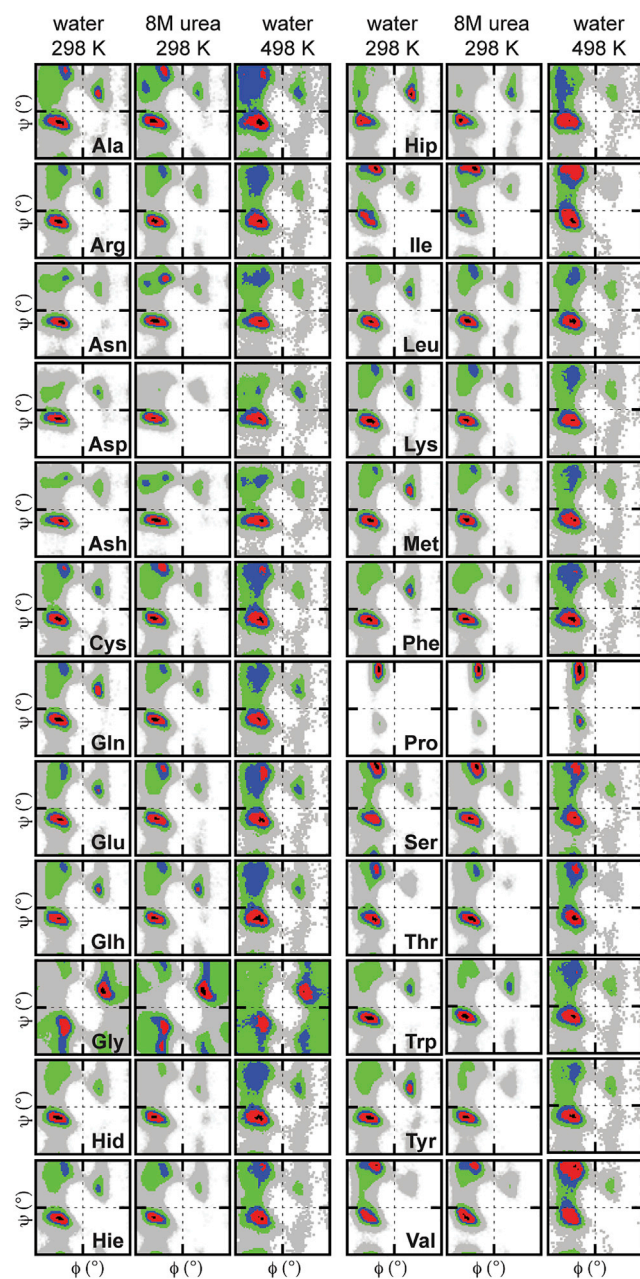 water 8M urea water water 8M urea water
298 K 298 K 498 K 298 K 298 K 498 K
ψ (°) Ala Hip
ψ (°) Arg Ile
ψ (°) Asn Leu
ψ (°) Asp Lys
ψ (°) Ash Met
ψ (°) Cys Phe
ψ (°) Gln Pro
ψ (°) Glu Ser
ψ (°) Glh Thr
ψ (°) Gly Trp
ψ (°) Hid Tyr
ψ (°) Hie Val
ϕ (°) ϕ (°) ϕ (°) ϕ (°) ϕ (°) ϕ (°)